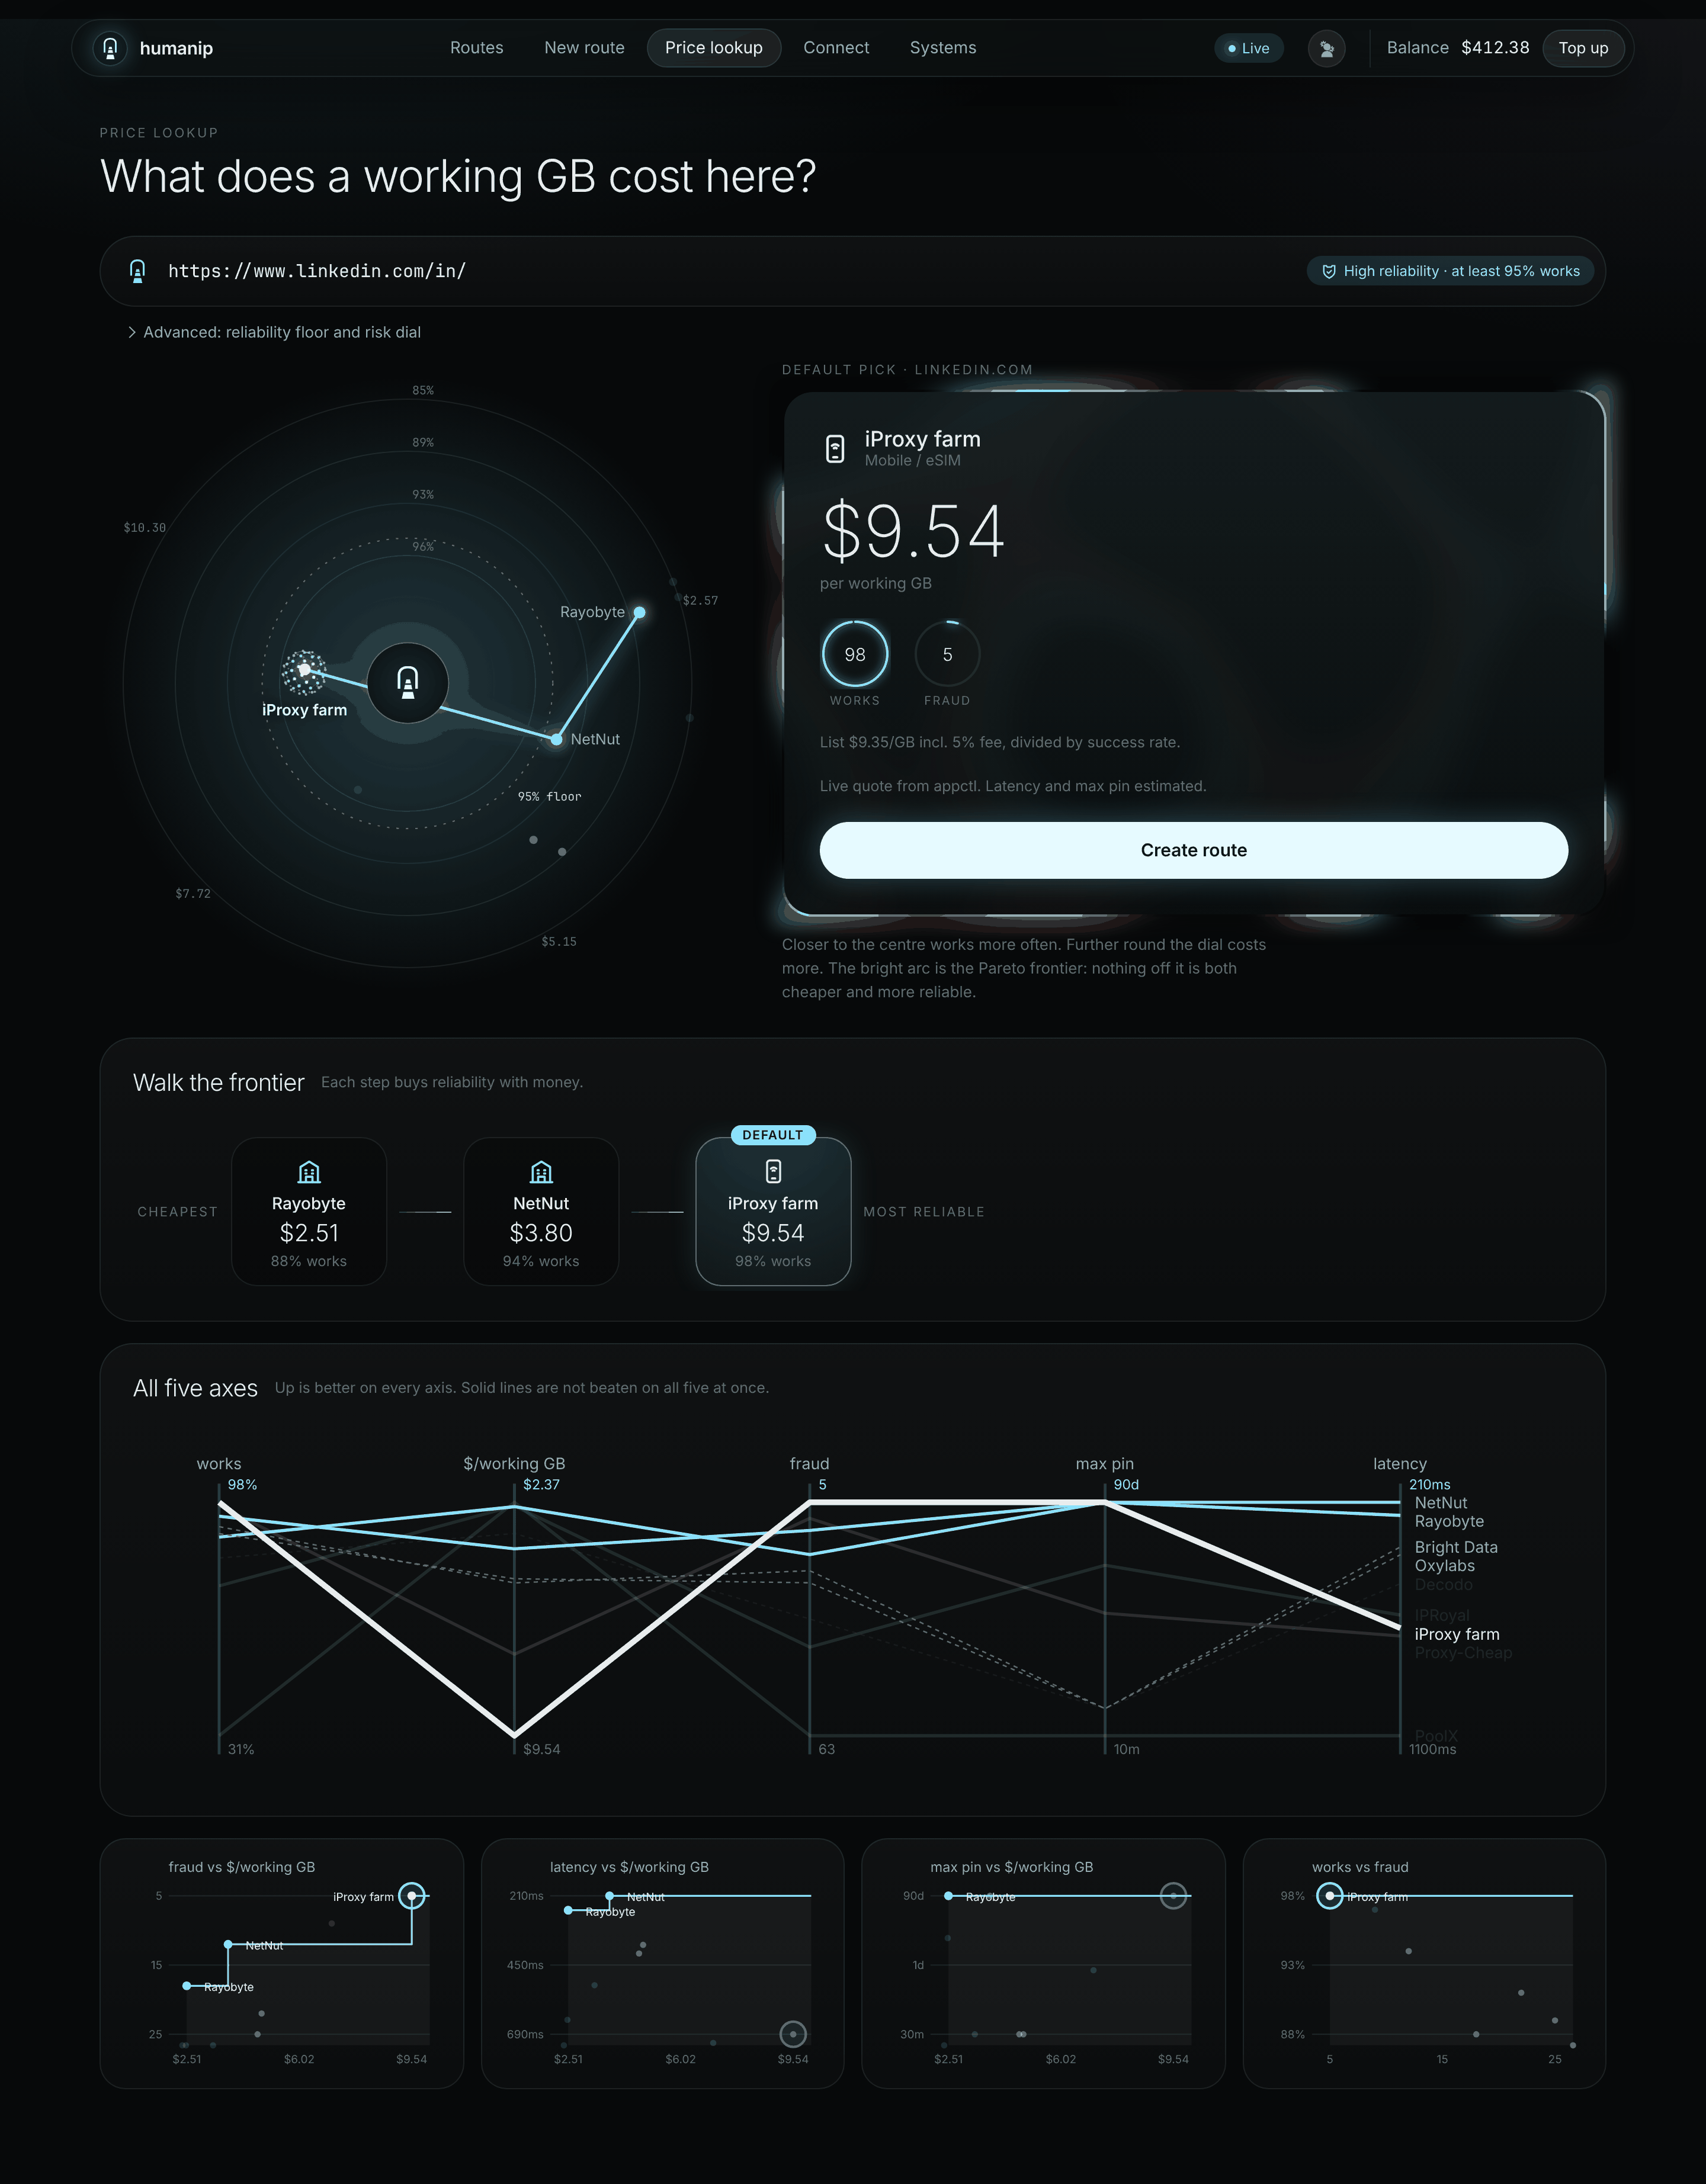 humanip
Routes
New route
Price lookup
Connect
Systems
Live
Balance $412.38
Top up
PRICE LOOKUP
What does a working GB cost here?
https://www.linkedin.com/in/
High reliability · at least 95% works
Advanced: reliability floor and risk dial
85%
89%
93%
96%
$10.30
$2.57
Rayobyte
iProxy farm
NetNut
95% floor
$7.72
$5.15
DEFAULT PICK · LINKEDIN.COM
iProxy farm
Mobile / eSIM
$9.54
per working GB
98
WORKS
5
FRAUD
List $9.35/GB incl. 5% fee, divided by success rate.
Live quote from appctl. Latency and max pin estimated.
Create route
Closer to the centre works more often. Further round the dial costs
more. The bright arc is the Pareto frontier: nothing off it is both
cheaper and more reliable.
Walk the frontier
Each step buys reliability with money.
CHEAPEST
Rayobyte
$2.51
88% works
NetNut
$3.80
94% works
DEFAULT
iProxy farm
$9.54
98% works
MOST RELIABLE
All five axes
Up is better on every axis. Solid lines are not beaten on all five at once.
works
$/working GB
fraud
max pin
latency
98%
$2.37
5
90d
210ms
NetNut
Rayobyte
Bright Data
Oxylabs
Decodo
IPRoyal
iProxy farm
Proxy-Cheap
PoolX
31%
$9.54
63
10m
1100ms
fraud vs $/working GB
5
15
25
iProxy farm
NetNut
Rayobyte
$2.51
$6.02
$9.54
latency vs $/working GB
210ms
450ms
690ms
NetNut
Rayobyte
$2.51
$6.02
$9.54
max pin vs $/working GB
90d
1d
30m
Rayobyte
$2.51
$6.02
$9.54
works vs fraud
98%
93%
88%
iProxy farm
5
15
25